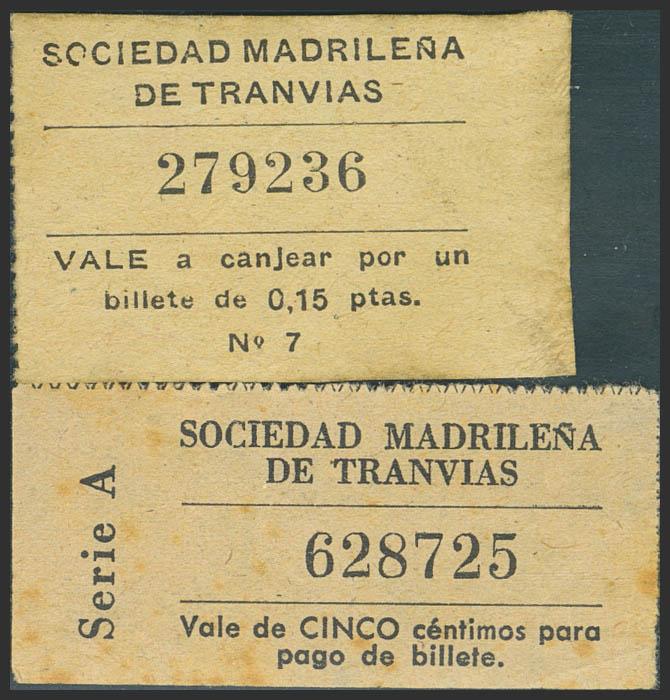 SOCIEDAD MADRILEÑA
DE TRANVIAS
279236
VALE a canjear por un
billete de 0,15 ptas.
Nº 7
SOCIEDAD MADRILEÑA
DE TRANVIAS
Serie A
628725
Vale de CINCO céntimos para
pago de billete.